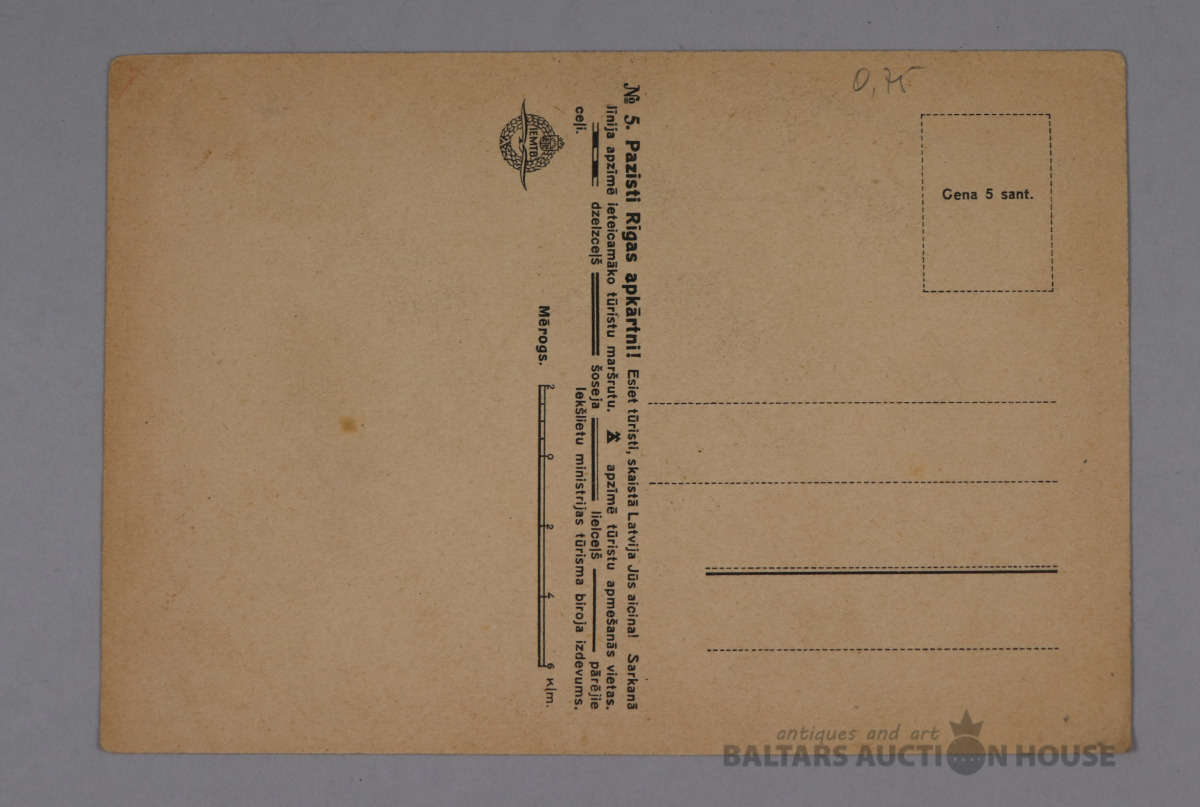 0,75
Cena 5 sant.
№ 5. Pazīsti Rīgas apkārtni! Esiet tūristi, skaistā Latvija Jūs aicina! Sarkanā
līnija apzīmē ieteicamāko tūristu maršrutu. apzīmē tūristu apmešanās vietas.
dzelzceļš šoseja lielceļš pārējie
ceļi. Iekšlietu ministrijas tūrisma biroja izdevums.
IEMTB
Mērogs. 2 0 2 4 6 Klm.
antiques and art
BALTARS AUCTION HOUSE